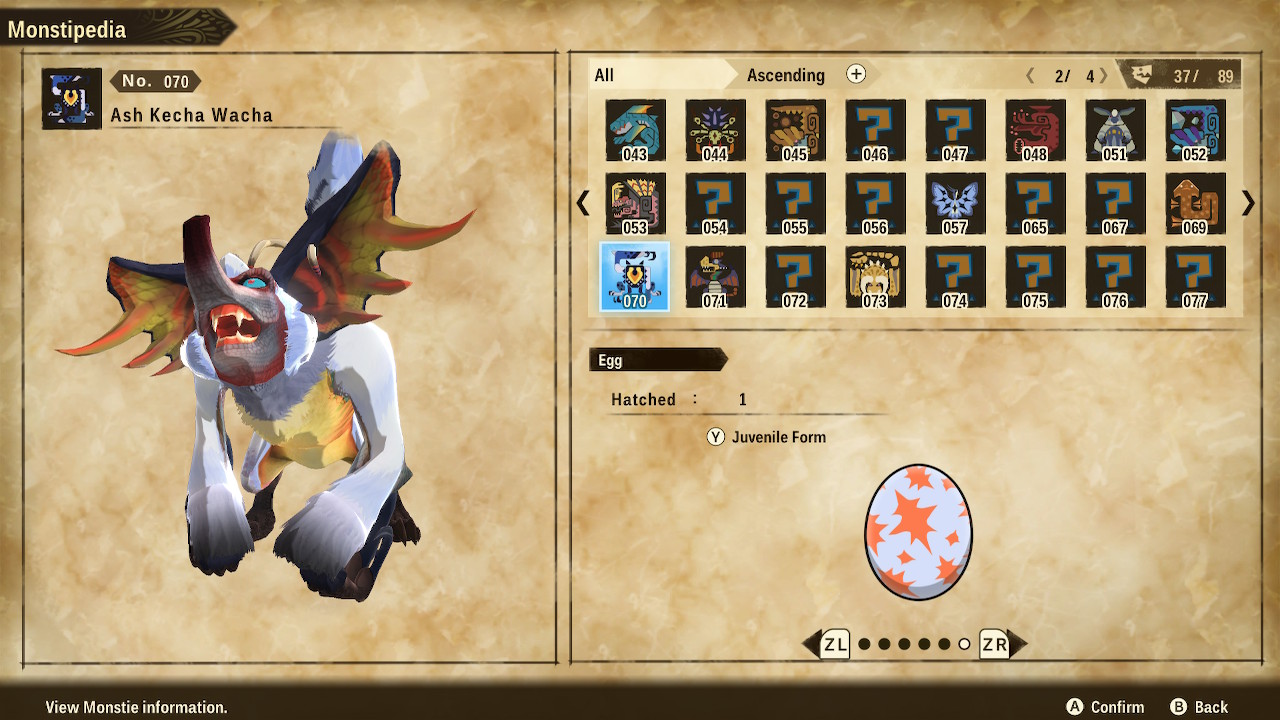 Monstipedia
No. 070
Ash Kecha Wacha
All
Ascending
2/ 4
37/ 89
043 044 045 046 047 048 051 052
053 054 055 056 057 065 067 069
070 071 072 073 074 075 076 077
Egg
Hatched : 1
Y Juvenile Form
ZL
ZR
View Monstie information.
A Confirm
B Back